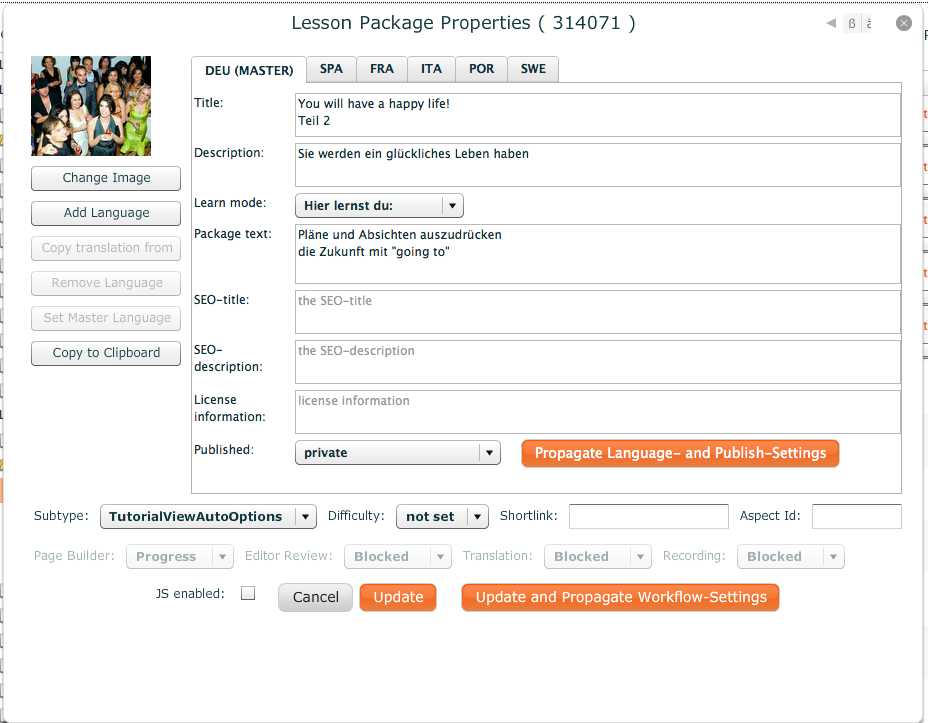 Lesson Package Properties ( 314071 )
ß
DEU (MASTER)
SPA
FRA
ITA
POR
SWE
Title:
You will have a happy life!
Teil 2
Description:
Sie werden ein glückliches Leben haben
Change Image
Add Language
Copy translation from
Remove Language
Set Master Language
Copy to Clipboard
Learn mode:
Hier lernst du:
Package text:
Pläne und Absichten auszudrücken
die Zukunft mit "going to"
SEO-title:
the SEO-title
SEO-
description:
the SEO-description
License
information:
license information
Published:
private
Propagate Language- and Publish-Settings
Subtype:
TutorialViewAutoOptions
Difficulty:
not set
Shortlink:
Aspect Id:
Page Builder:
Progress
Editor Review:
Blocked
Translation:
Blocked
Recording:
Blocked
JS enabled:
Cancel
Update
Update and Propagate Workflow-Settings